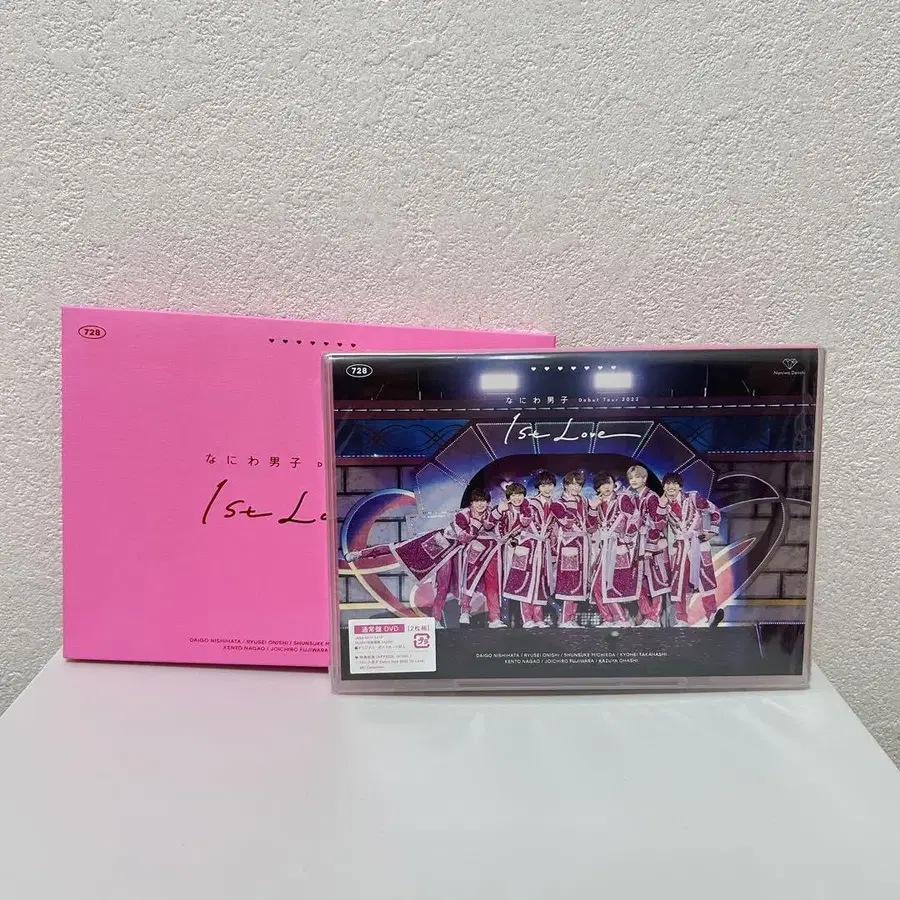 728
♥♥♥♥♥♥♥
なにわ男子 D
1st Lo
DAIGO NISHIHATA / RYUSEI ONISHI / SHUNSUKE MICHIEDA
KENTO NAGAO / JOICHIRO FUJIWARA
728
♥♥♥♥♥♥♥
Naniwa Danshi
なにわ男子 Debut Tour 2022
1st Love
通常盤 DVD [2枚組]
DAIGO NISHIHATA / RYUSEI ONISHI / SHUNSUKE MICHIEDA / KYOHEI TAKAHASHI
KENTO NAGAO / JOICHIRO FUJIWARA / KAZUYA OHASHI